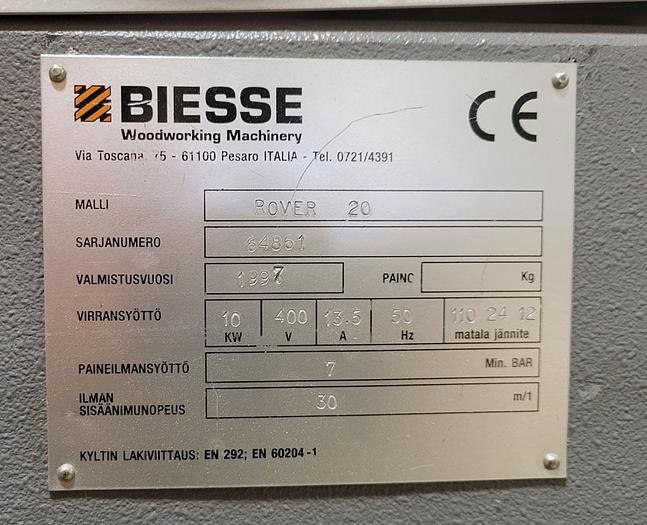 BIESSE
Woodworking Machinery
CE
Via Toscana, 75 - 61100 Pesaro ITALIA - Tel. 0721/4391
MALLI ROVER 20
SARJANUMERO 64861
VALMISTUSVUOSI 1997 PAINO Kg
VIRRANSYÖTTÖ 10 KW 400 V 13.5 A 50 Hz 110 24 12 matala jännite
PAINEILMANSYÖTTÖ 7 Min. BAR
ILMAN SISÄÄNIMUNOPEUS 30 m/1
KYLTIN LAKIVIITTAUS: EN 292; EN 60204-1